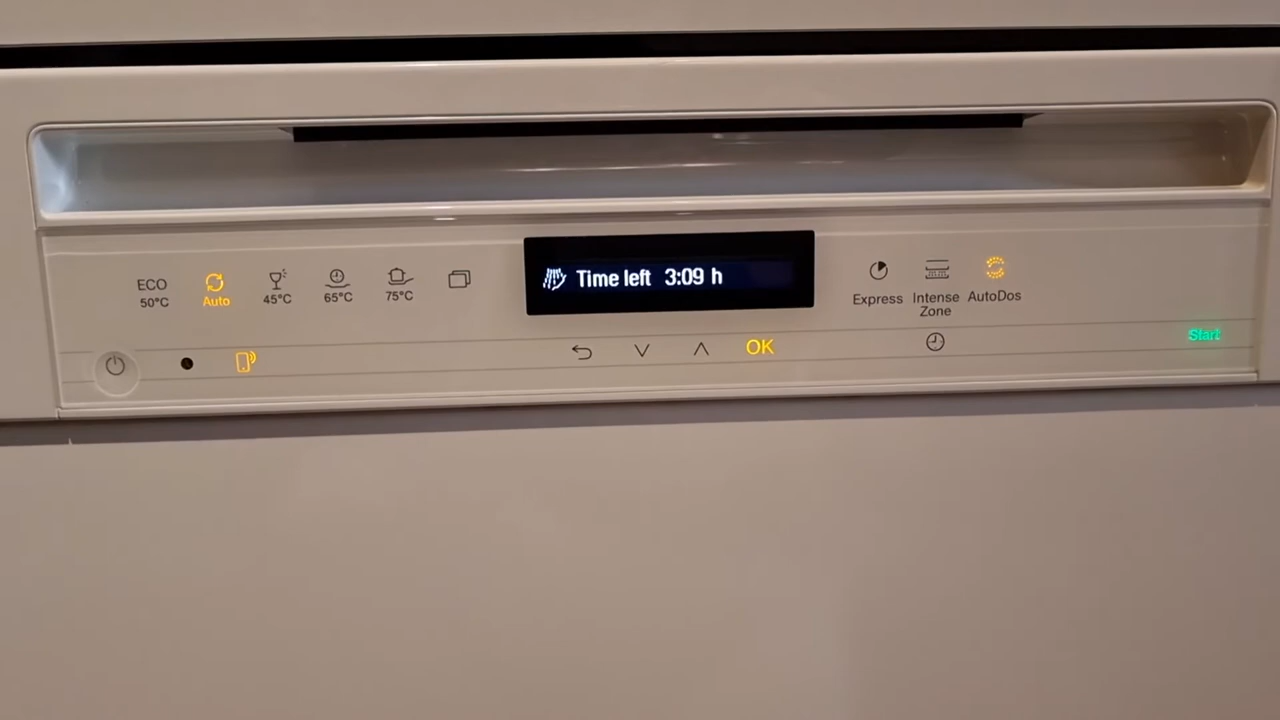 ECO
50°C
Auto
45°C
65°C
75°C
Time left 3:09 h
Express
Intense
Zone
AutoDos
OK
Start